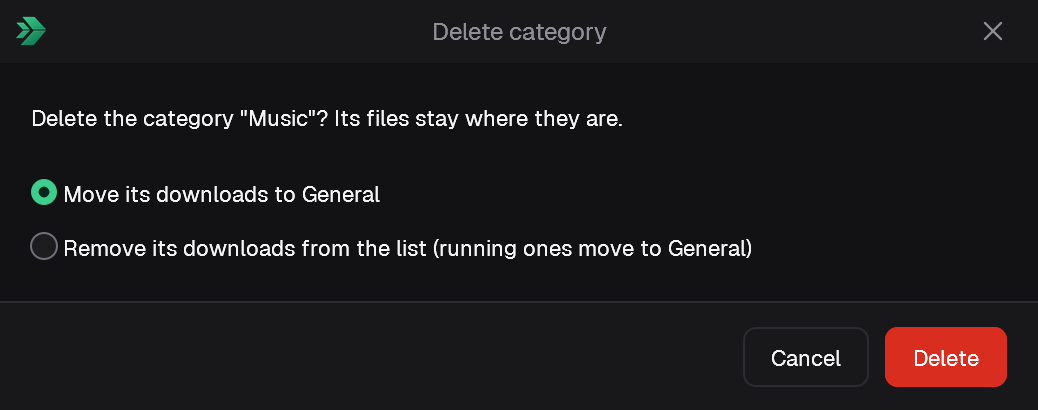 Delete category
Delete the category "Music"? Its files stay where they are.
Move its downloads to General
Remove its downloads from the list (running ones move to General)
Cancel
Delete